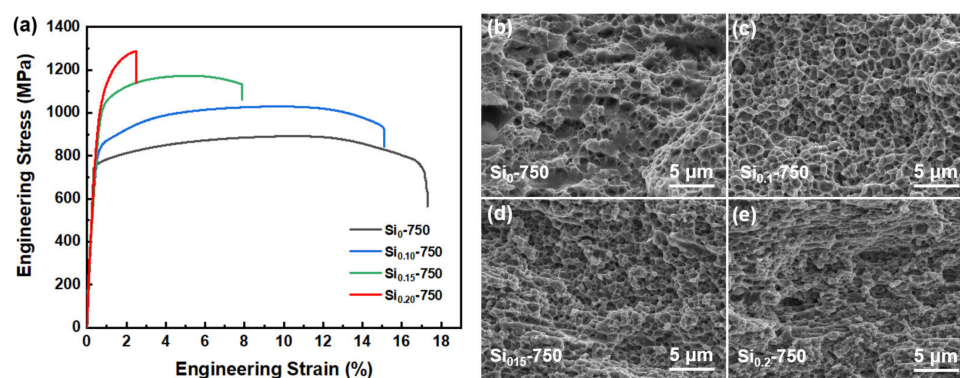 (a)
1400
1200
1000
800
600
400
200
0
Engineering Stress (MPa)
0 2 4 6 8 10 12 14 16 18
Engineering Strain (%)
Si₀-750
Si₀.₁₀-750
Si₀.₁₅-750
Si₀.₂₀-750
(b)
Si₀-750
5 μm
(c)
Si₀.₁-750
5 μm
(d)
Si₀₁₅-750
5 μm
(e)
Si₀.₂-750
5 μm